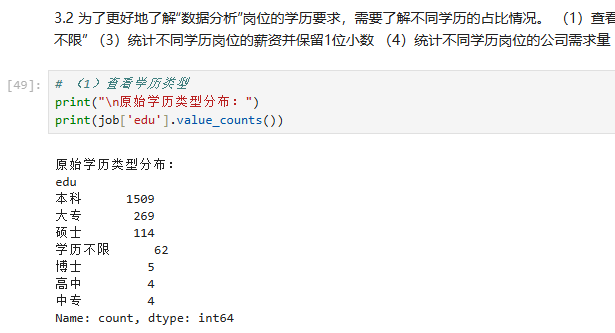 3.2 为了更好地了解“数据分析”岗位的学历要求，需要了解不同学历的占比情况。 （1）查看
不限” （3）统计不同学历岗位的薪资并保留1位小数 （4）统计不同学历岗位的公司需求量
[49]: # （1）查看学历类型
print("\n原始学历类型分布：")
print(job['edu'].value_counts())
原始学历类型分布：
edu
本科 1509
大专 269
硕士 114
学历不限 62
博士 5
高中 4
中专 4
Name: count, dtype: int64